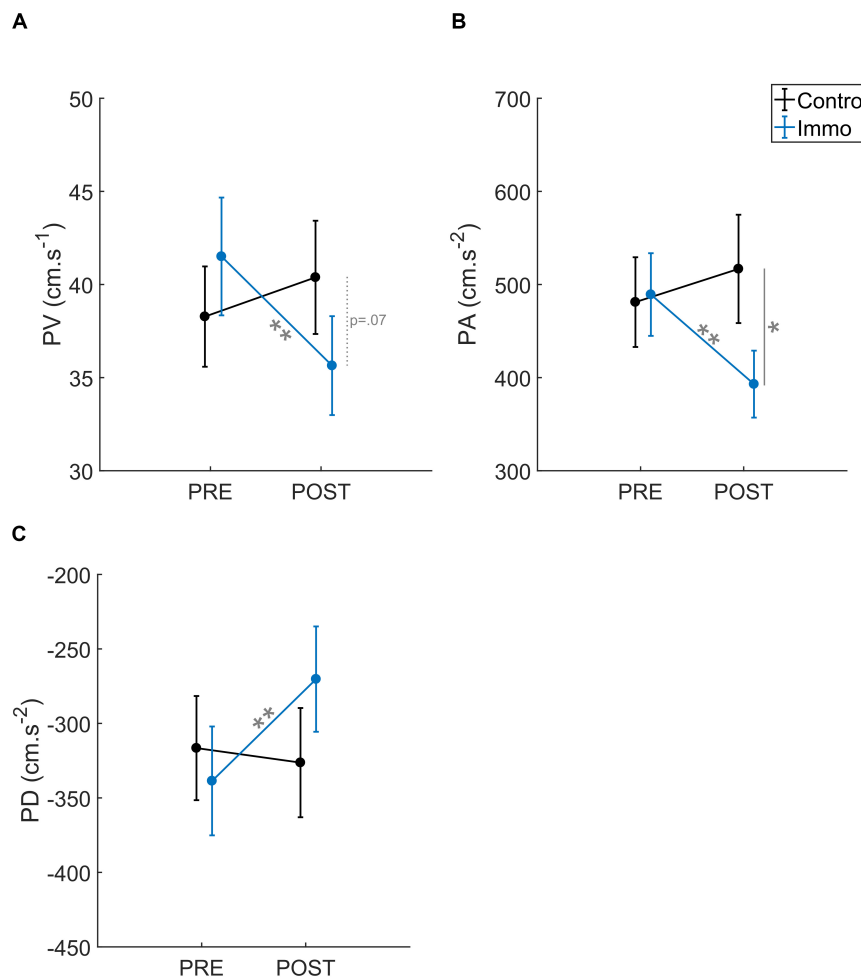 A
PV (cm.s-1)
50
45
40
35
30
**
p=.07
PRE POST
B
Contro
Immo
PA (cm.s-2)
700
600
500
400
300
**
*
PRE POST
C
PD (cm.s-2)
-200
-250
-300
-350
-400
-450
**
PRE POST